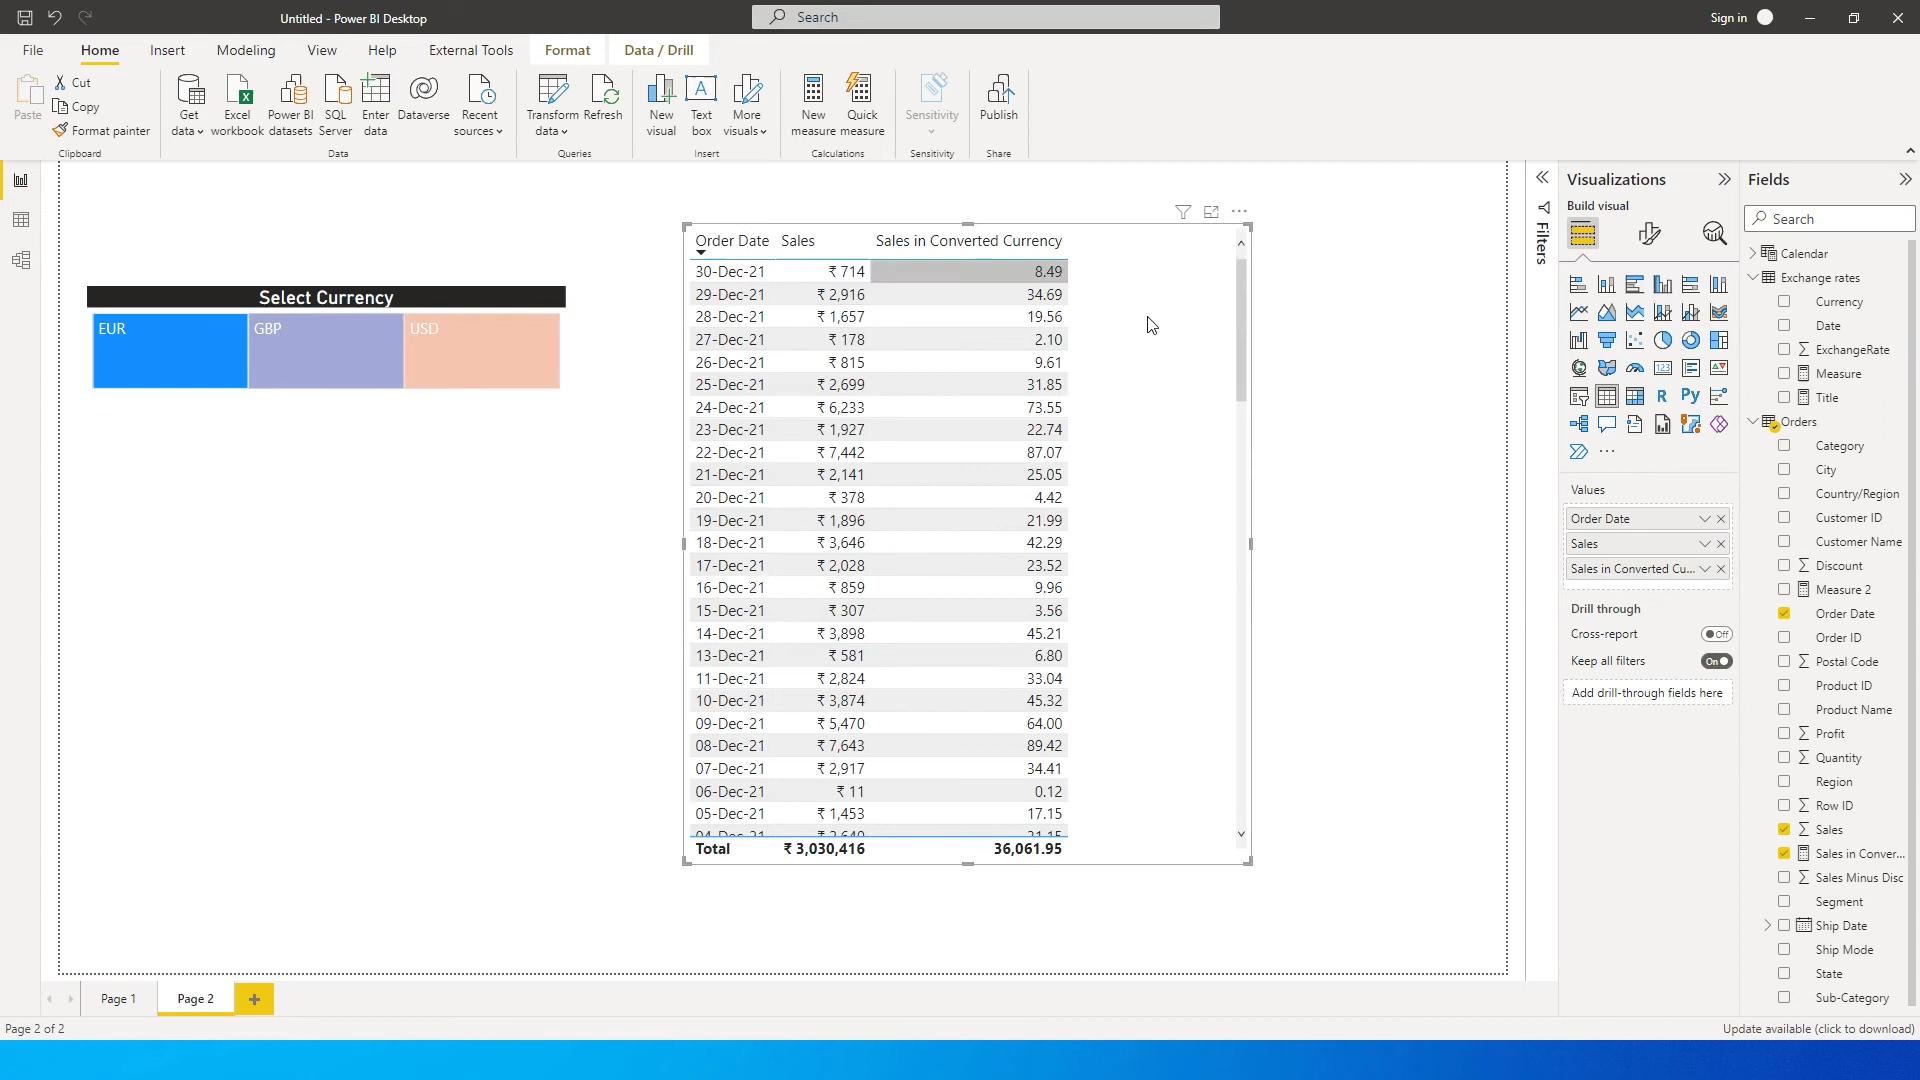 Untitled - Power BI Desktop
Search
Sign in
File Home Insert Modeling View Help External Tools Format Data / Drill
Paste
Cut
Copy
Format painter
Clipboard
Get data
Excel workbook
Power BI datasets
SQL Server
Enter data
Dataverse
Recent sources
Data
Transform data
Refresh
Queries
New visual
Text box
More visuals
Insert
New measure
Quick measure
Calculations
Sensitivity
Sensitivity
Publish
Share
Select Currency
EUR GBP USD
Order Date Sales Sales in Converted Currency
30-Dec-21 ₹ 714 8.49
29-Dec-21 ₹ 2,916 34.69
28-Dec-21 ₹ 1,657 19.56
27-Dec-21 ₹ 178 2.10
26-Dec-21 ₹ 815 9.61
25-Dec-21 ₹ 2,699 31.85
24-Dec-21 ₹ 6,233 73.55
23-Dec-21 ₹ 1,927 22.74
22-Dec-21 ₹ 7,442 87.07
21-Dec-21 ₹ 2,141 25.05
20-Dec-21 ₹ 378 4.42
19-Dec-21 ₹ 1,896 21.99
18-Dec-21 ₹ 3,646 42.29
17-Dec-21 ₹ 2,028 23.52
16-Dec-21 ₹ 859 9.96
15-Dec-21 ₹ 307 3.56
14-Dec-21 ₹ 3,898 45.21
13-Dec-21 ₹ 581 6.80
11-Dec-21 ₹ 2,824 33.04
10-Dec-21 ₹ 3,874 45.32
09-Dec-21 ₹ 5,470 64.00
08-Dec-21 ₹ 7,643 89.42
07-Dec-21 ₹ 2,917 34.41
06-Dec-21 ₹ 11 0.12
05-Dec-21 ₹ 1,453 17.15
Total ₹ 3,030,416 36,061.95
Filters
Visualizations
Build visual
R Py
123
Values
Order Date
Sales
Sales in Converted Cu...
Drill through
Cross-report Off
Keep all filters On
Add drill-through fields here
Fields
Search
Calendar
Exchange rates
Currency
Date
ExchangeRate
Measure
Title
Orders
Category
City
Country/Region
Customer ID
Customer Name
Discount
Measure 2
Order Date
Order ID
Postal Code
Product ID
Product Name
Profit
Quantity
Region
Row ID
Sales
Sales in Conver...
Sales Minus Disc
Segment
Ship Date
Ship Mode
State
Sub-Category
Page 1 Page 2
Page 2 of 2
Update available (click to download)